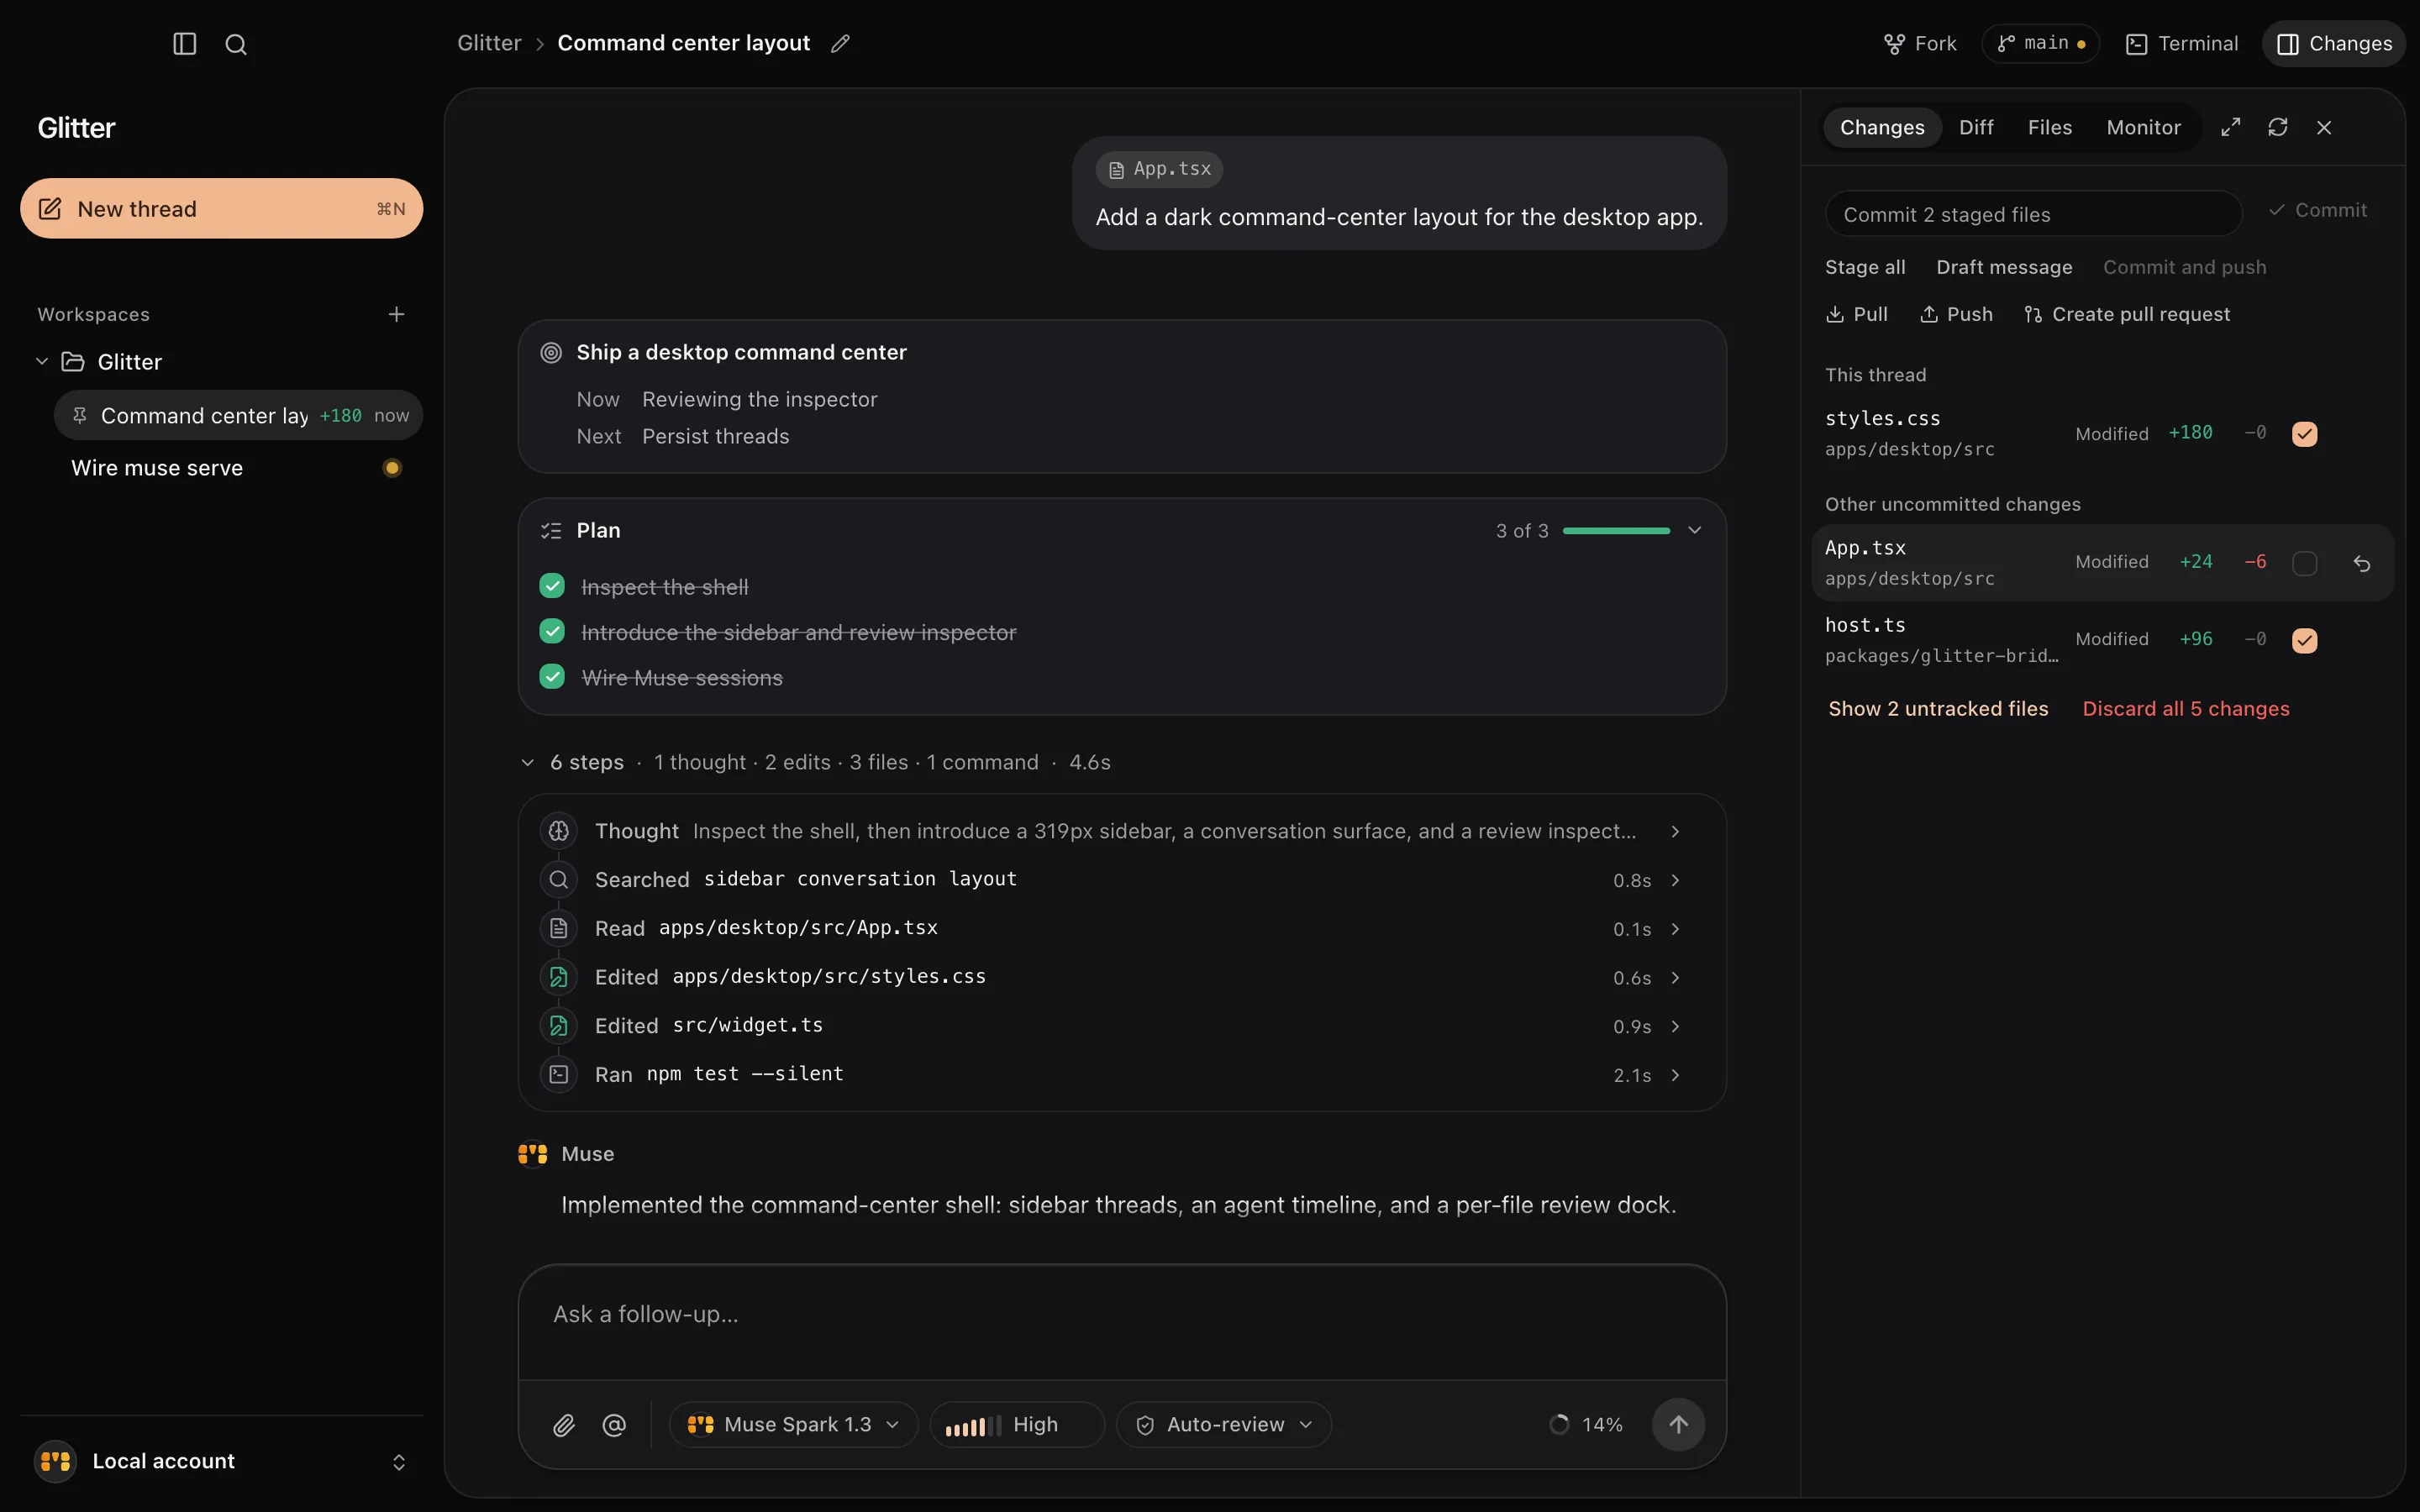 Glitter › Command center layout
Fork
main
Terminal
Changes
Glitter
New thread ⌘N
Workspaces
Glitter
Command center lay +180 now
Wire muse serve
Local account
App.tsx
Add a dark command-center layout for the desktop app.
Ship a desktop command center
Now Reviewing the inspector
Next Persist threads
Plan 3 of 3
Inspect the shell
Introduce the sidebar and review inspector
Wire Muse sessions
6 steps · 1 thought · 2 edits · 3 files · 1 command · 4.6s
Thought Inspect the shell, then introduce a 319px sidebar, a conversation surface, and a review inspect...
Searched sidebar conversation layout 0.8s
Read apps/desktop/src/App.tsx 0.1s
Edited apps/desktop/src/styles.css 0.6s
Edited src/widget.ts 0.9s
Ran npm test --silent 2.1s
Muse
Implemented the command-center shell: sidebar threads, an agent timeline, and a per-file review dock.
Ask a follow-up...
Muse Spark 1.3 High Auto-review 14%
Changes Diff Files Monitor
Commit 2 staged files Commit
Stage all Draft message Commit and push
Pull Push Create pull request
This thread
styles.css
apps/desktop/src Modified +180 −0
Other uncommitted changes
App.tsx
apps/desktop/src Modified +24 −6
host.ts
packages/glitter-brid… Modified +96 −0
Show 2 untracked files Discard all 5 changes